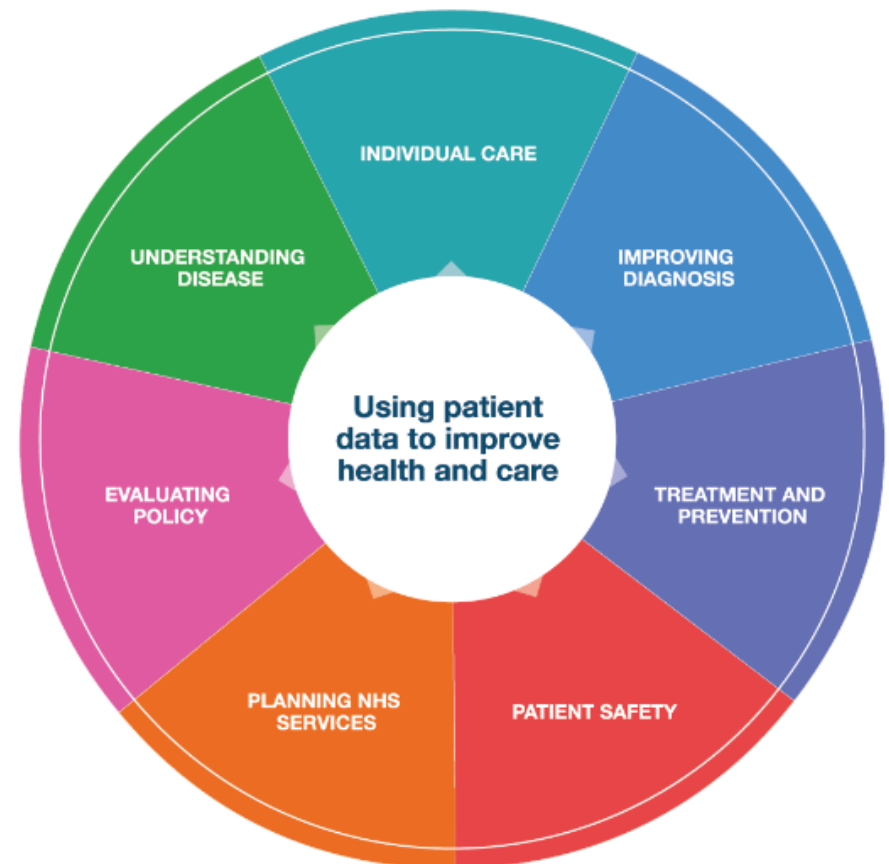 INDIVIDUAL CARE
IMPROVING
DIAGNOSIS
TREATMENT AND
PREVENTION
PATIENT SAFETY
PLANNING NHS
SERVICES
EVALUATING
POLICY
UNDERSTANDING
DISEASE
Using patient
data to improve
health and care